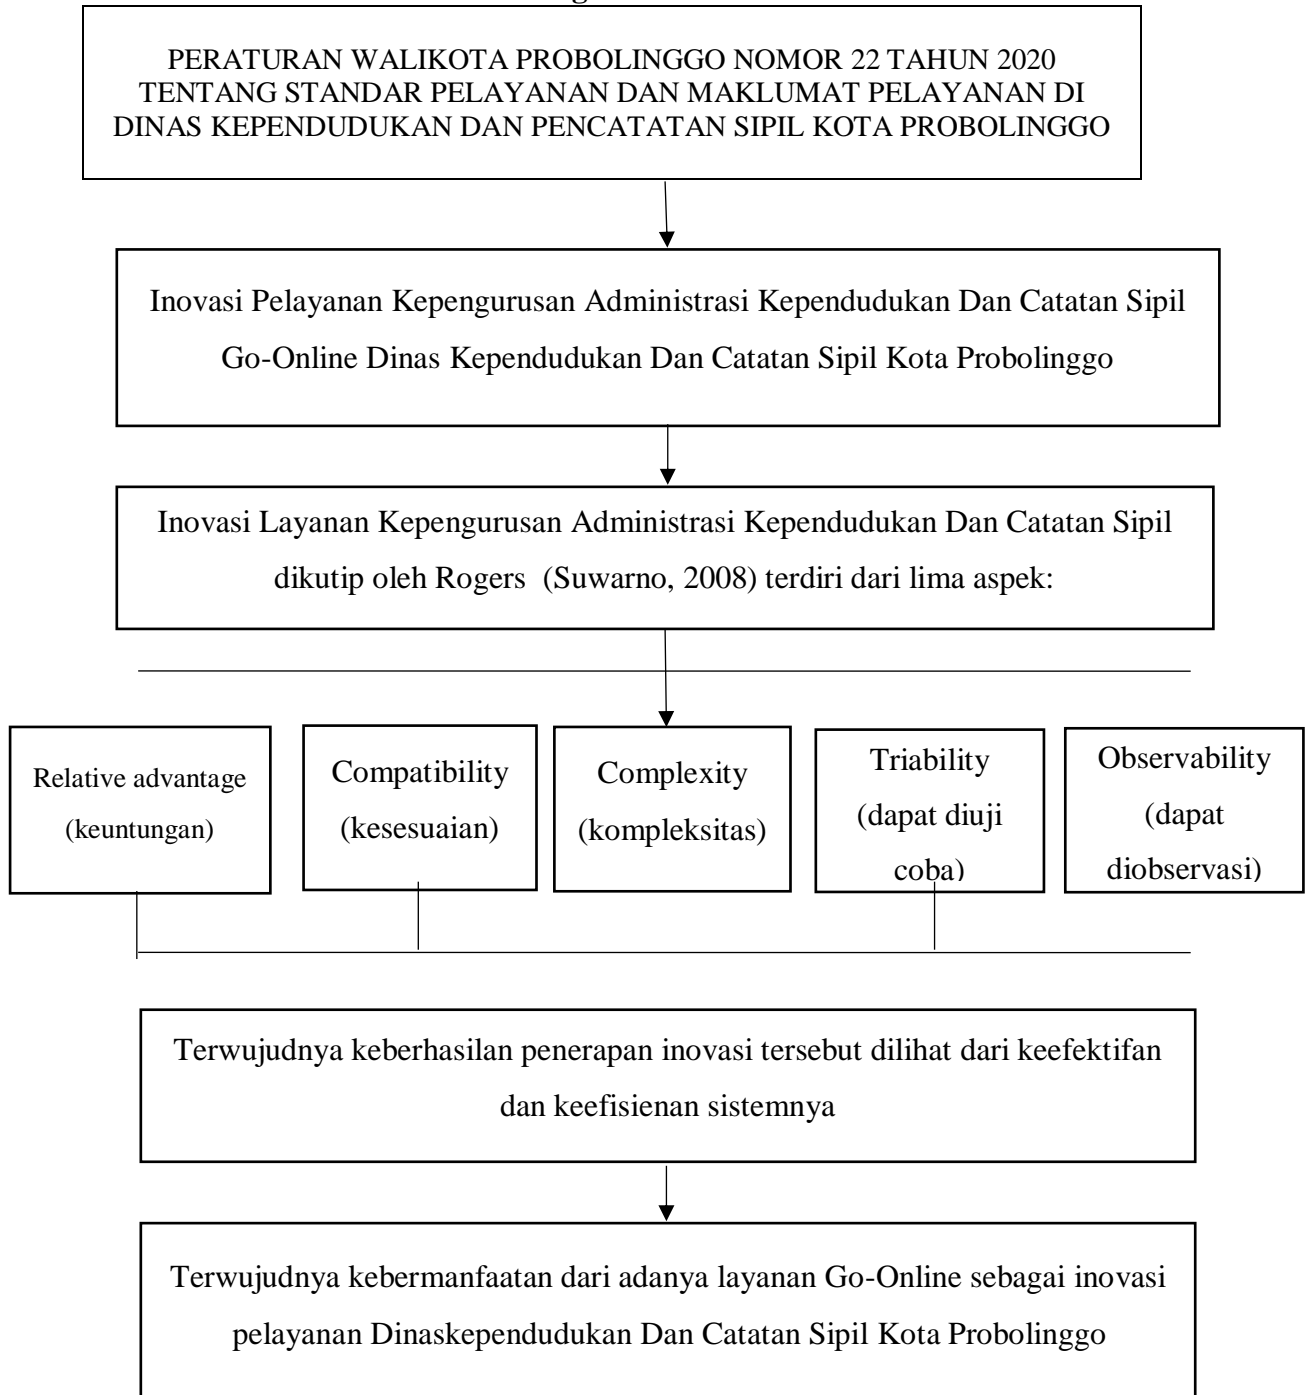 PERATURAN WALIKOTA PROBOLINGGO NOMOR 22 TAHUN 2020
TENTANG STANDAR PELAYANAN DAN MAKLUMAT PELAYANAN DI
DINAS KEPENDUDUKAN DAN PENCATATAN SIPIL KOTA PROBOLINGGO
Inovasi Pelayanan Kepengurusan Administrasi Kependudukan Dan Catatan Sipil
Go-Online Dinas Kependudukan Dan Catatan Sipil Kota Probolinggo
Inovasi Layanan Kepengurusan Administrasi Kependudukan Dan Catatan Sipil
dikutip oleh Rogers (Suwarno, 2008) terdiri dari lima aspek:
Relative advantage
(keuntungan)
Compatibility
(kesesuaian)
Complexity
(kompleksitas)
Triability
(dapat diuji
coba)
Observability
(dapat
diobservasi)
Terwujudnya keberhasilan penerapan inovasi tersebut dilihat dari keefektifan
dan keefisienan sistemnya
Terwujudnya kebermanfaatan dari adanya layanan Go-Online sebagai inovasi
pelayanan Dinaskependudukan Dan Catatan Sipil Kota Probolinggo